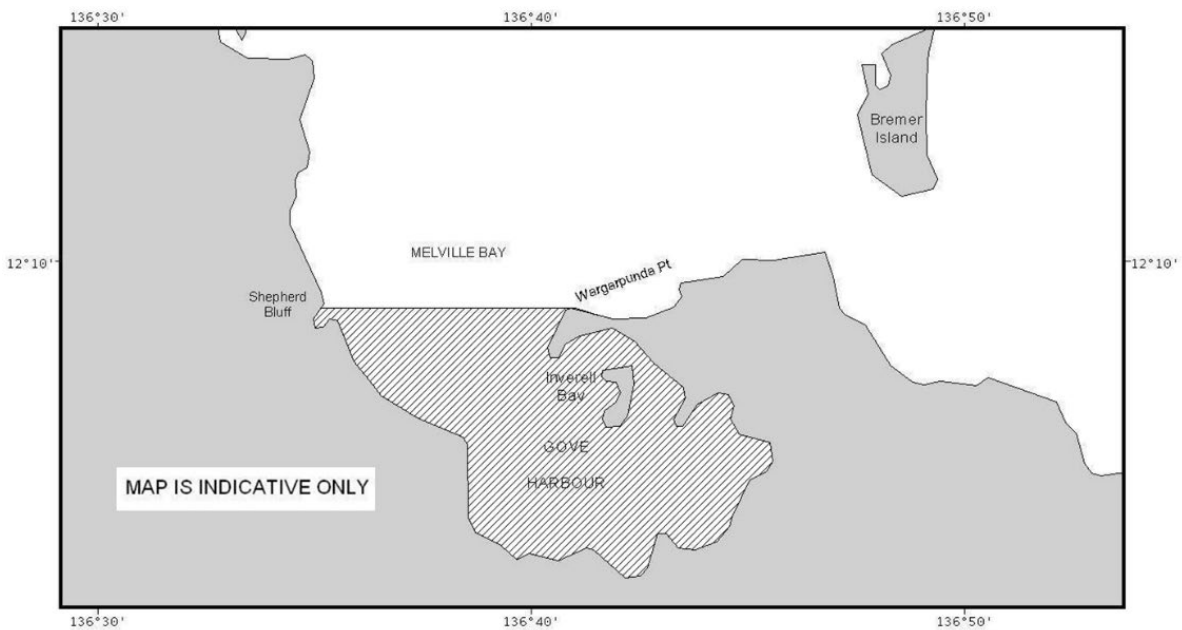 136°30'
136°40'
136°50'
Bremer
Island
MELVILLE BAY
12°10'
12°10'
Wargarpunda Pt
Shepherd
Bluff
Inverell
Bay
GOVE
HARBOUR
MAP IS INDICATIVE ONLY
136°30'
136°40'
136°50'